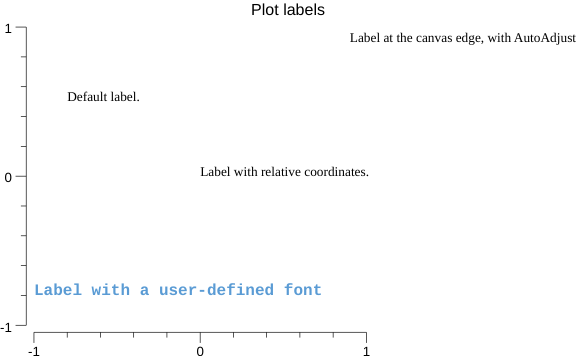 Plot labels
1
Label at the canvas edge, with AutoAdjust
Default label.
0
Label with relative coordinates.
Label with a user-defined font
-1
-1
0
1